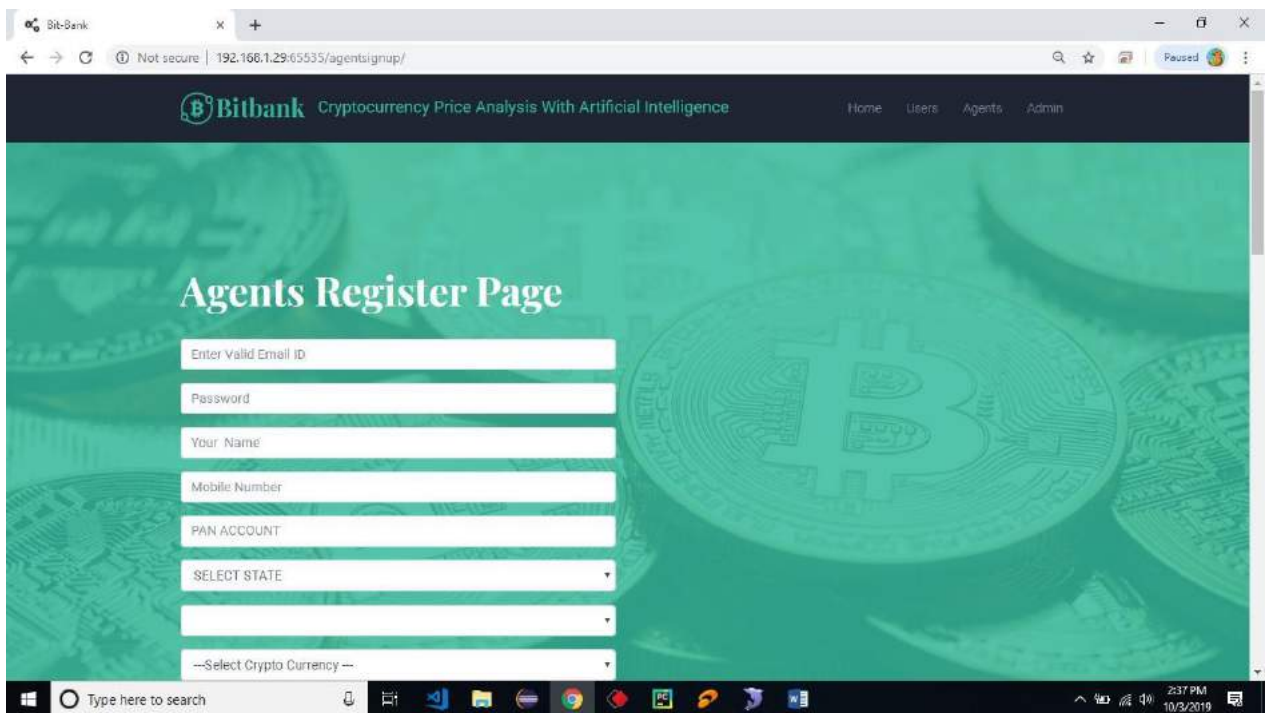 Bit-Bank
Not secure | 192.168.1.29:65535/agentsignup/
Paused
Bitbank Cryptocurrency Price Analysis With Artificial Intelligence
Home Users Agents Admin
Agents Register Page
Enter Valid Email ID
Password
Your Name
Mobile Number
PAN ACCOUNT
SELECT STATE
---Select Crypto Currency ---
Type here to search
2:37 PM
10/3/2019